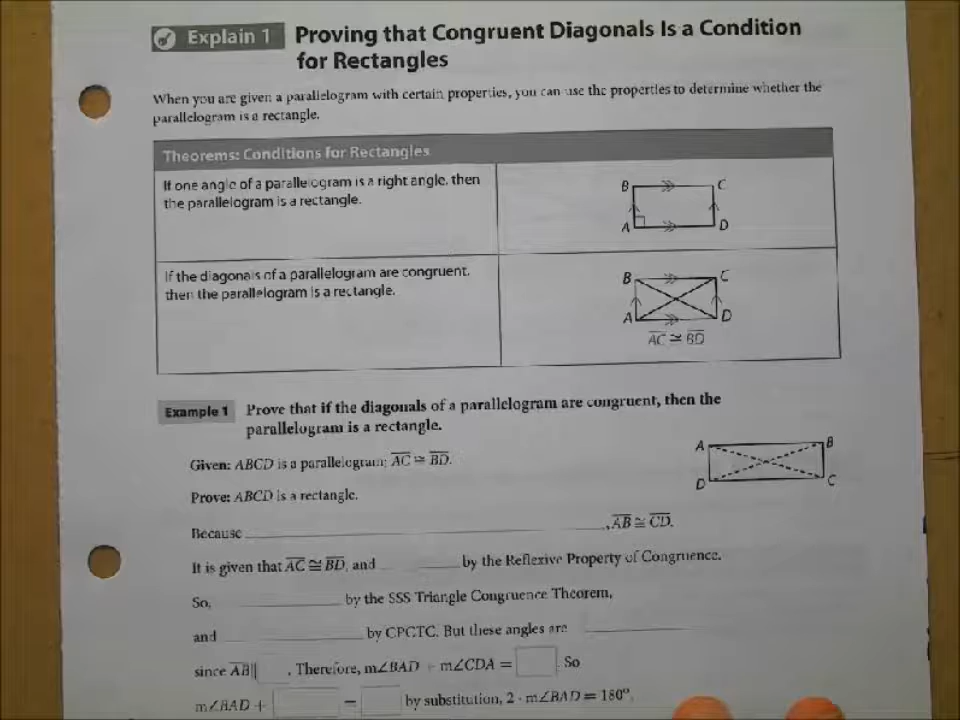 Explain 1 Proving that Congruent Diagonals Is a Condition
for Rectangles
When you are given a parallelogram with certain properties, you can use the properties to determine whether the
parallelogram is a rectangle.
Theorems: Conditions for Rectangles
If one angle of a parallelogram is a right angle, then
the parallelogram is a rectangle.
B C
A D
If the diagonals of a parallelogram are congruent,
then the parallelogram is a rectangle.
B C
A D
AC ≅ BD
Example 1 Prove that if the diagonals of a parallelogram are congruent, then the
parallelogram is a rectangle.
A B
D C
Given: ABCD is a parallelogram; AC ≅ BD.
Prove: ABCD is a rectangle.
Because ____, AB ≅ CD.
It is given that AC ≅ BD, and ____ by the Reflexive Property of Congruence.
So, ____ by the SSS Triangle Congruence Theorem,
and ____ by CPCTC. But these angles are ____
since AB ∥ . Therefore, m∠BAD + m∠CDA = . So
m∠BAD + = by substitution, 2 · m∠BAD = 180°,